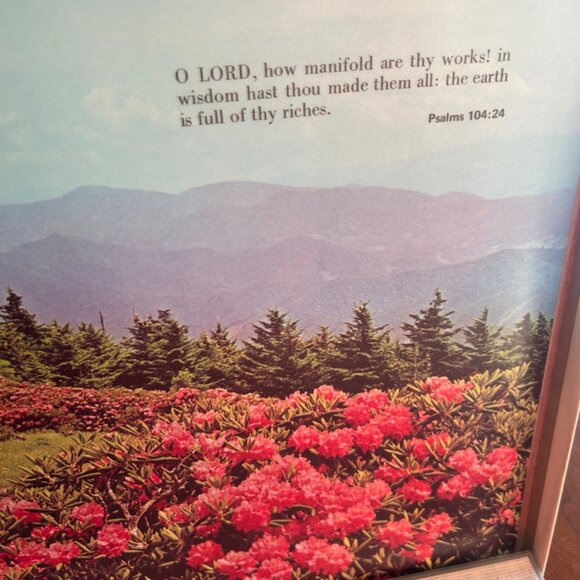 O LORD, how manifold are thy works! in
wisdom hast thou made them all: the earth
is full of thy riches.
Psalms 104:24